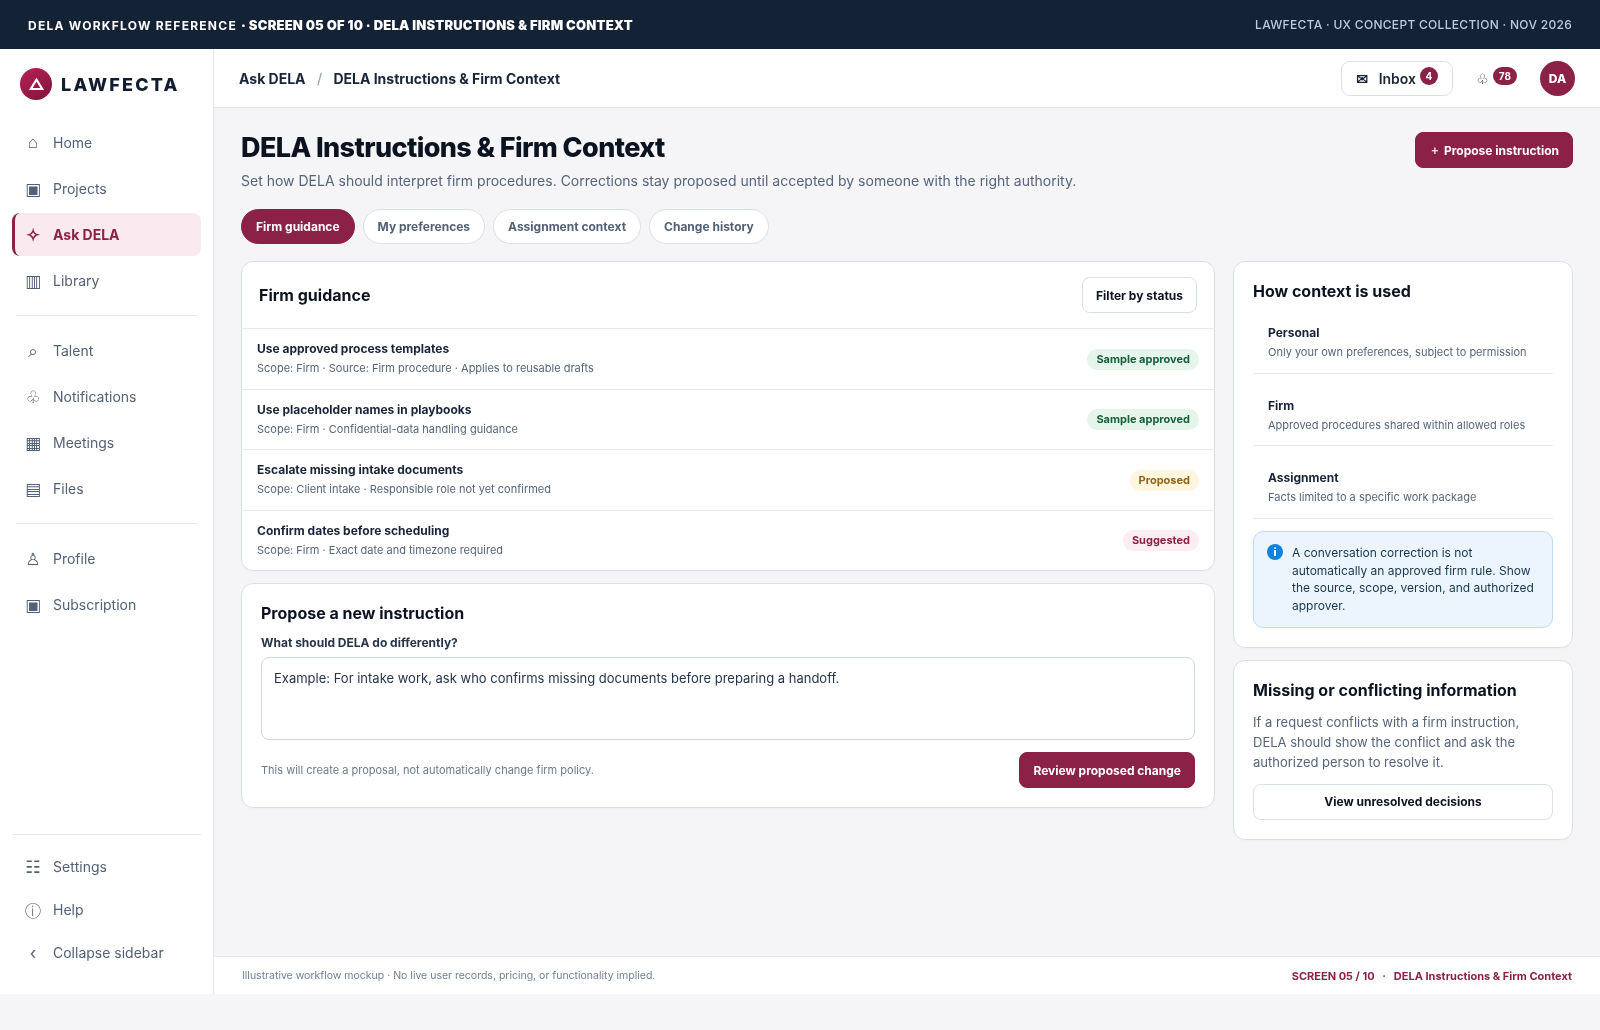 DELA WORKFLOW REFERENCE · SCREEN 05 OF 10 · DELA INSTRUCTIONS & FIRM CONTEXT
LAWFECTA · UX CONCEPT COLLECTION · NOV 2026
LAWFECTA
Home
Projects
Ask DELA
Library
Talent
Notifications
Meetings
Files
Profile
Subscription
Settings
Help
Collapse sidebar
Ask DELA / DELA Instructions & Firm Context
Inbox 4
78
DA
DELA Instructions & Firm Context
Set how DELA should interpret firm procedures. Corrections stay proposed until accepted by someone with the right authority.
+ Propose instruction
Firm guidance
My preferences
Assignment context
Change history
Firm guidance
Filter by status
Use approved process templates
Scope: Firm · Source: Firm procedure · Applies to reusable drafts
Sample approved
Use placeholder names in playbooks
Scope: Firm · Confidential-data handling guidance
Sample approved
Escalate missing intake documents
Scope: Client intake · Responsible role not yet confirmed
Proposed
Confirm dates before scheduling
Scope: Firm · Exact date and timezone required
Suggested
Propose a new instruction
What should DELA do differently?
Example: For intake work, ask who confirms missing documents before preparing a handoff.
This will create a proposal, not automatically change firm policy.
Review proposed change
How context is used
Personal
Only your own preferences, subject to permission
Firm
Approved procedures shared within allowed roles
Assignment
Facts limited to a specific work package
A conversation correction is not
automatically an approved firm rule. Show
the source, scope, version, and authorized
approver.
Missing or conflicting information
If a request conflicts with a firm instruction,
DELA should show the conflict and ask the
authorized person to resolve it.
View unresolved decisions
Illustrative workflow mockup · No live user records, pricing, or functionality implied.
SCREEN 05 / 10 · DELA Instructions & Firm Context